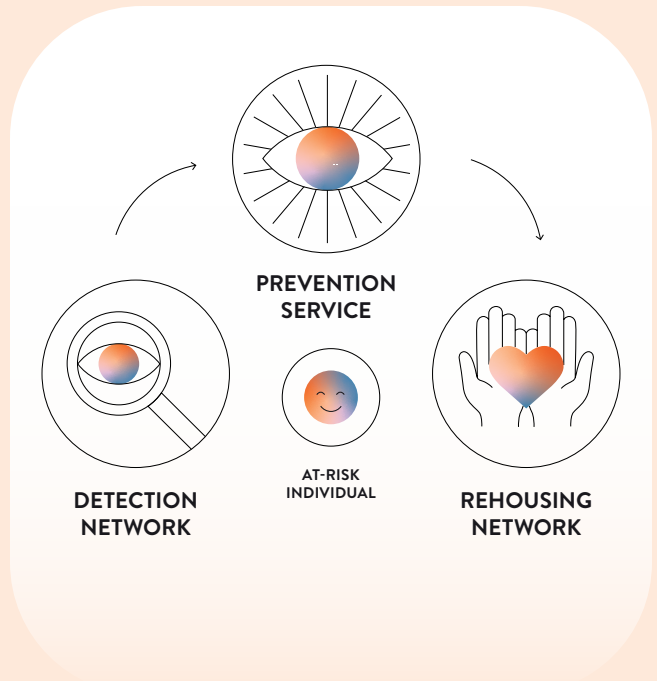 PREVENTION
SERVICE
DETECTION
NETWORK
AT-RISK
INDIVIDUAL
REHOUSING
NETWORK